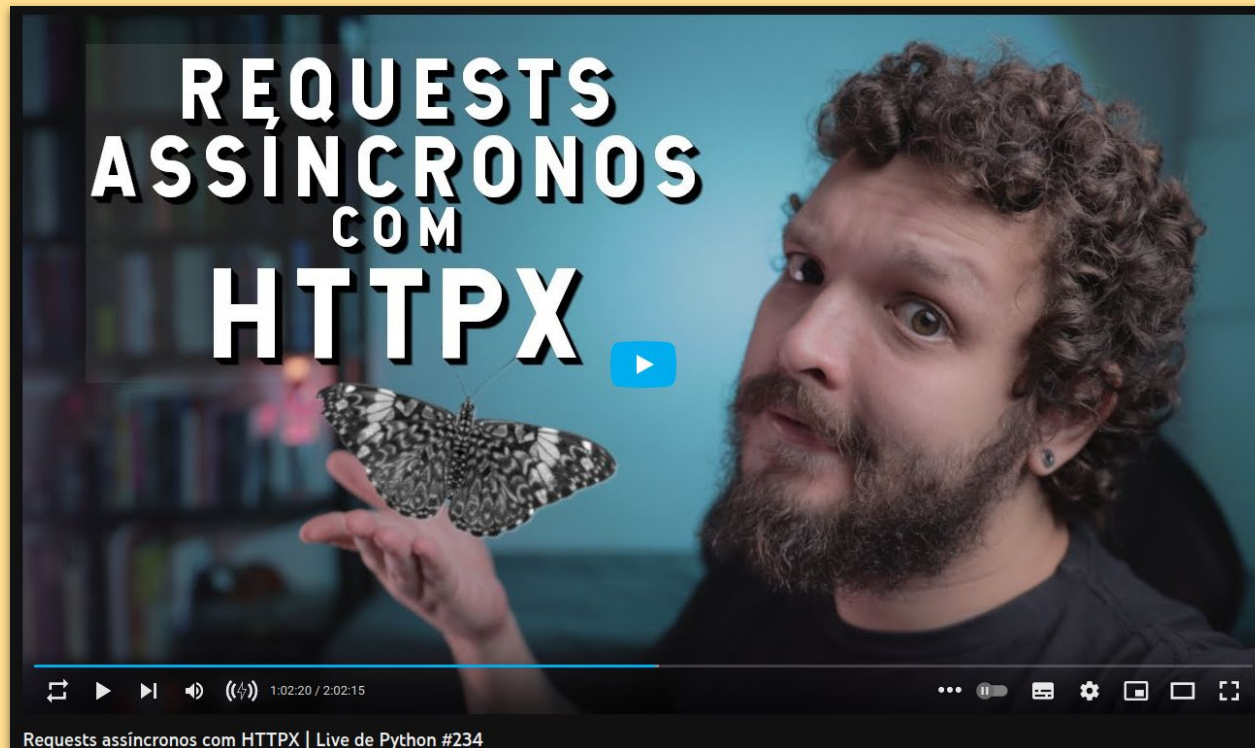 REQUESTS
ASSÍNCRONOS
COM
HTTPX
1:02:20 / 2:02:15
Requests assíncronos com HTTPX | Live de Python #234